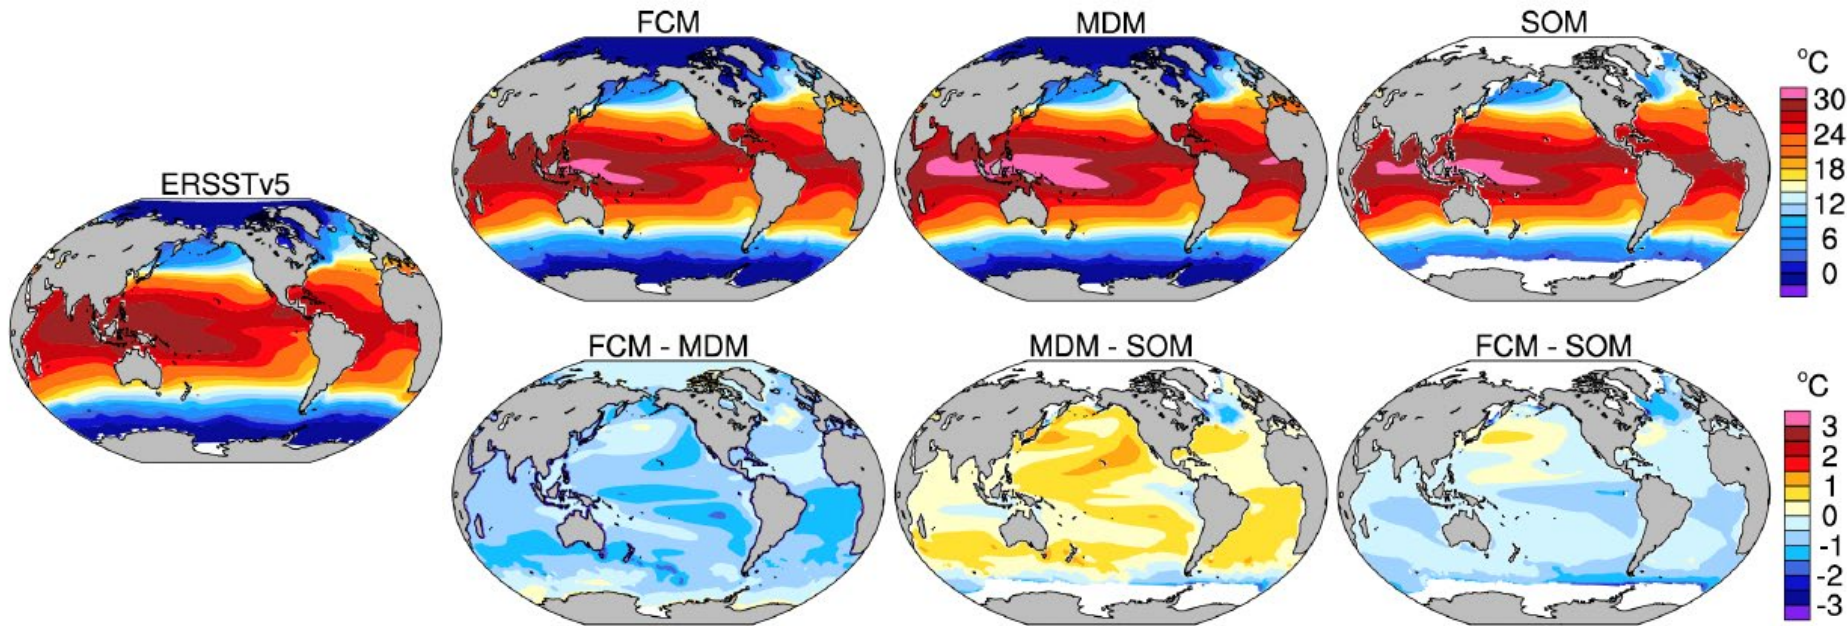 FCM
MDM
SOM
ERSSTv5
°C
30
24
18
12
6
0
FCM - MDM
MDM - SOM
FCM - SOM
°C
3
2
1
0
-1
-2
-3